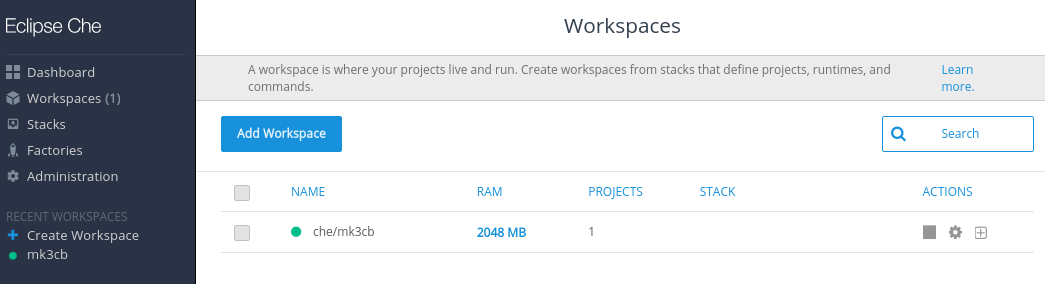 Eclipse Che
Dashboard
Workspaces (1)
Stacks
Factories
Administration
RECENT WORKSPACES
Create Workspace
mk3cb
Workspaces
A workspace is where your projects live and run. Create workspaces from stacks that define projects, runtimes, and
commands.
Learn
more.
Add Workspace
Search
NAME RAM PROJECTS STACK ACTIONS
che/mk3cb 2048 MB 1